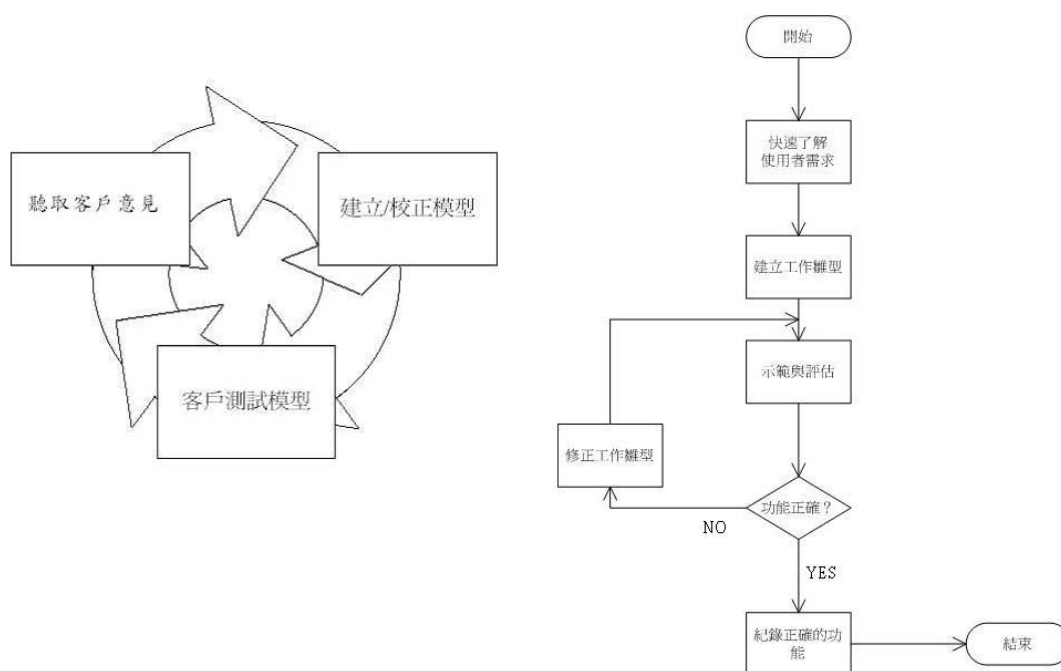 聽取客戶意見
建立/校正模型
客戶測試模型
開始
快速了解
使用者需求
建立工作雛型
示範與評估
修正工作雛型
功能正確？
NO
YES
紀錄正確的功
能
結束